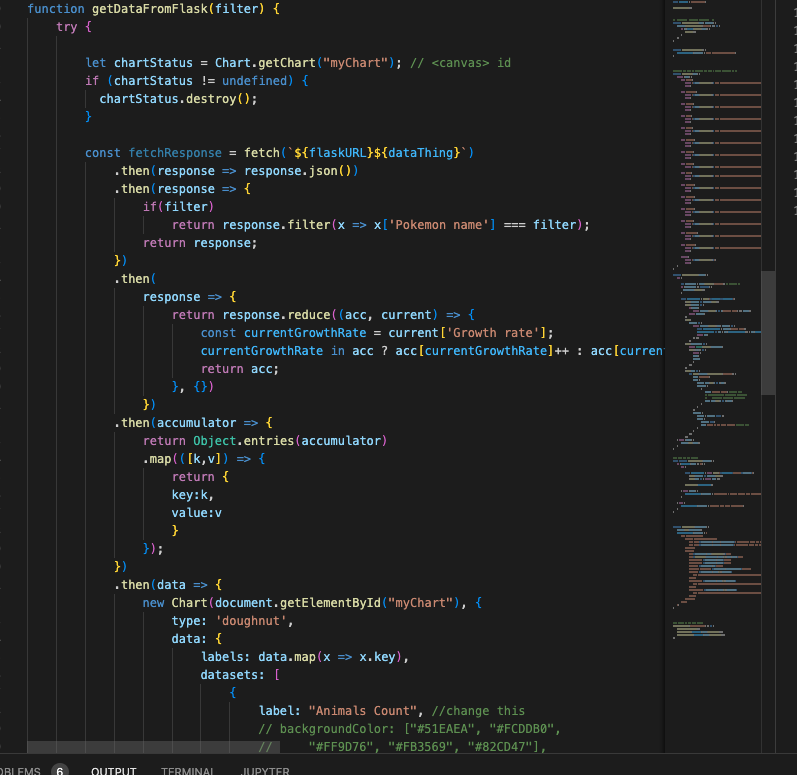 function getDataFromFlask(filter) {
try {
let chartStatus = Chart.getChart("myChart"); // <canvas> id
if (chartStatus != undefined) {
chartStatus.destroy();
}
const fetchResponse = fetch(`${flaskURL}${dataThing}`)
.then(response => response.json())
.then(response => {
if(filter)
return response.filter(x => x['Pokemon name'] === filter);
return response;
})
.then(
response => {
return response.reduce((acc, current) => {
const currentGrowthRate = current['Growth rate'];
currentGrowthRate in acc ? acc[currentGrowthRate]++ : acc[curren
return acc;
}, {})
})
.then(accumulator => {
return Object.entries(accumulator)
.map(([k,v]) => {
return {
key:k,
value:v
}
});
})
.then(data => {
new Chart(document.getElementById("myChart"), {
type: 'doughnut',
data: {
labels: data.map(x => x.key),
datasets: [
{
label: "Animals Count", //change this
// backgroundColor: ["#51EAEA", "#FCDDB0",
// "#FF9D76", "#FB3569", "#82CD47"],
OBLEMS 6 OUTPUT TERMINAL JUPYTER